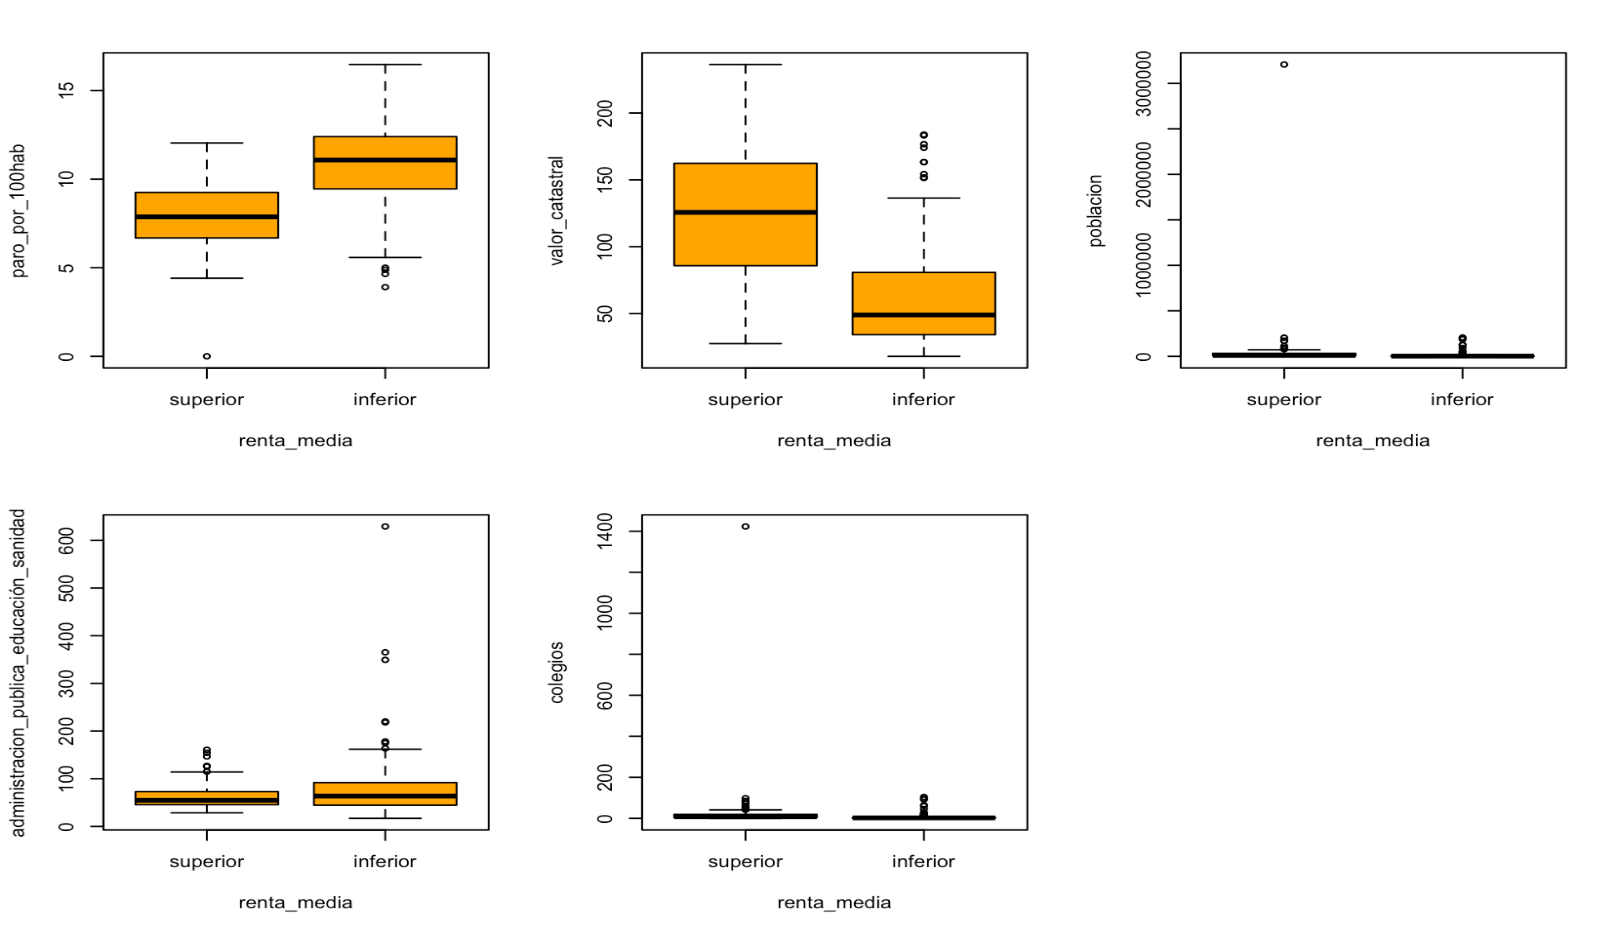 paro_por_100hab
15
10
5
0
superior
inferior
renta_media
valor_catastral
200
150
100
50
superior
inferior
renta_media
poblacion
3000000
2000000
1000000
0
superior
inferior
renta_media
administracion_publica_educación_sanidad
600
500
400
300
200
100
0
superior
inferior
renta_media
colegios
1400
1000
600
200
0
superior
inferior
renta_media